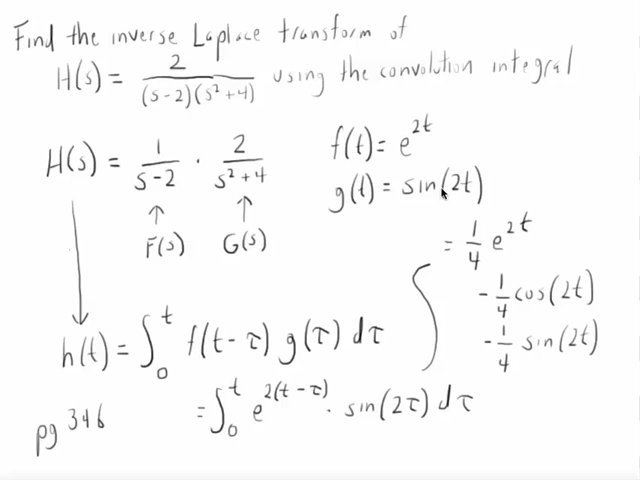 Find the inverse Laplace transform of
H(s) = 2 / (s-2)(s²+4) using the convolution integral
H(s) = 1 / s-2 · 2 / s²+4
↑ F(s) ↑ G(s)
f(t) = e^{2t}
g(t) = sin(2t)
h(t) = ∫₀ᵗ f(t-τ) g(τ) dτ
= ∫₀ᵗ e^{2(t-τ)} · sin(2τ) dτ
= 1/4 e^{2t}
- 1/4 cos(2t)
- 1/4 sin(2t)
pg 346